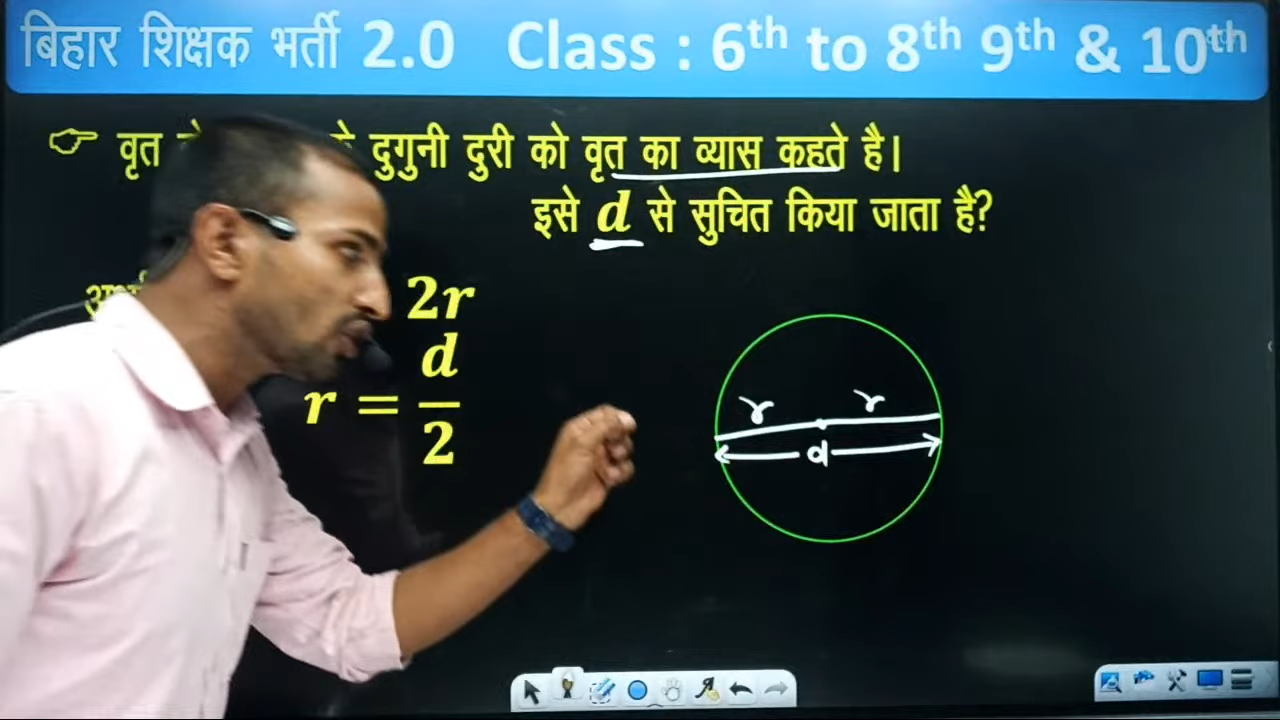 बिहार शिक्षक भर्ती 2.0 Class : 6th to 8th 9th & 10th
वृत दुगुनी दुरी को वृत का व्यास कहते है।
इसे d से सुचित किया जाता है?
2r
r = d/2
r r
d